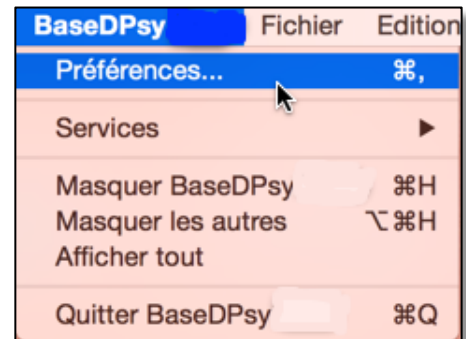 BaseDPsy Fichier Edition
Préférences... ⌘,
Services ▶
Masquer BaseDPsy ⌘H
Masquer les autres ⌥⌘H
Afficher tout
Quitter BaseDPsy ⌘Q